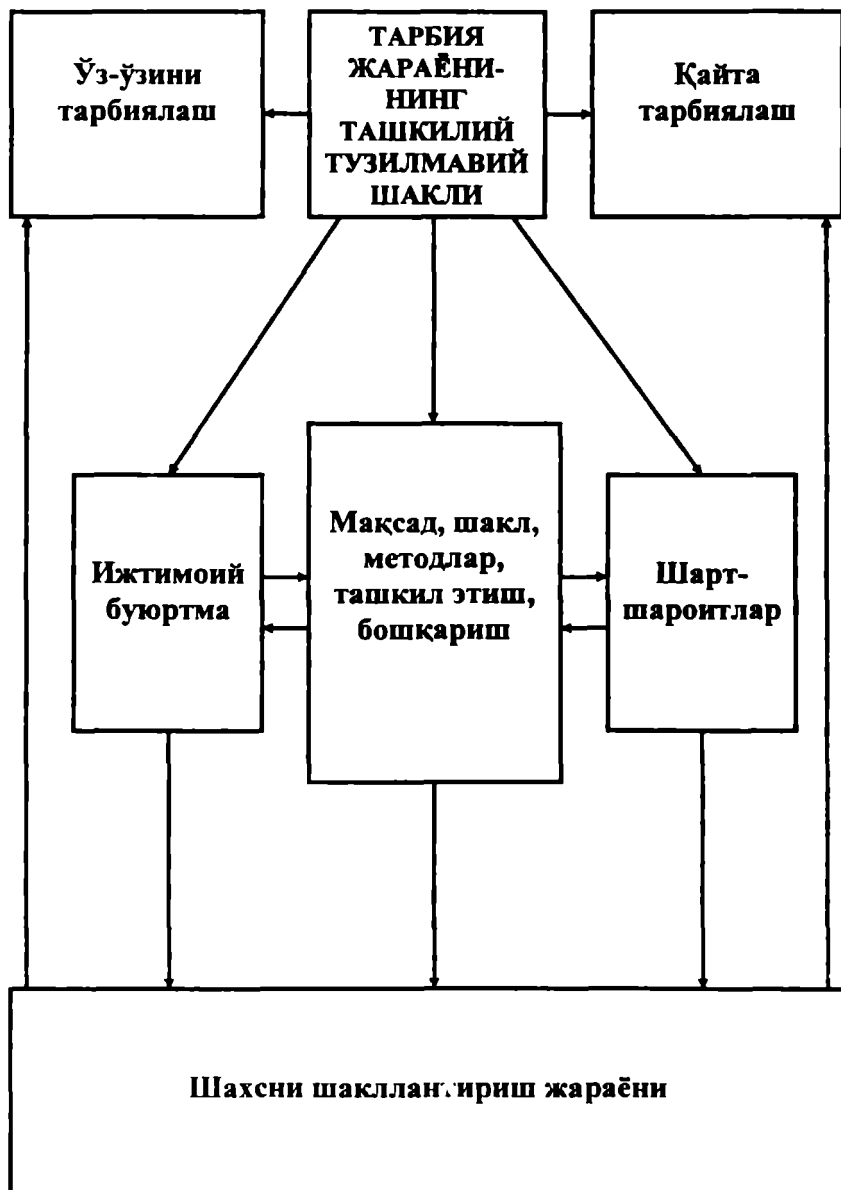 Ўз-ўзини
тарбиялаш
ТАРБИЯ
ЖАРАЁНИ-
НИНГ
ТАШКИЛИЙ
ТУЗИЛМАВИЙ
ШАКЛИ
Қайта
тарбиялаш
Ижтимоий
буюртма
Мақсад, шакл,
методлар,
ташкил этиш,
бошқариш
Шарт-
шароитлар
Шахсни шакллантириш жараёни